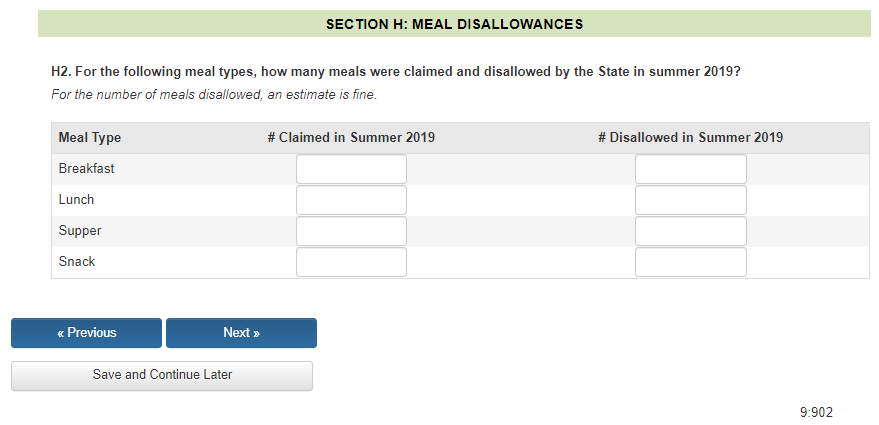 SECTION H: MEAL DISALLOWANCES
H2. For the following meal types, how many meals were claimed and disallowed by the State in summer 2019?
For the number of meals disallowed, an estimate is fine.
Meal Type # Claimed in Summer 2019 # Disallowed in Summer 2019
Breakfast
Lunch
Supper
Snack
« Previous Next »
Save and Continue Later
9:902